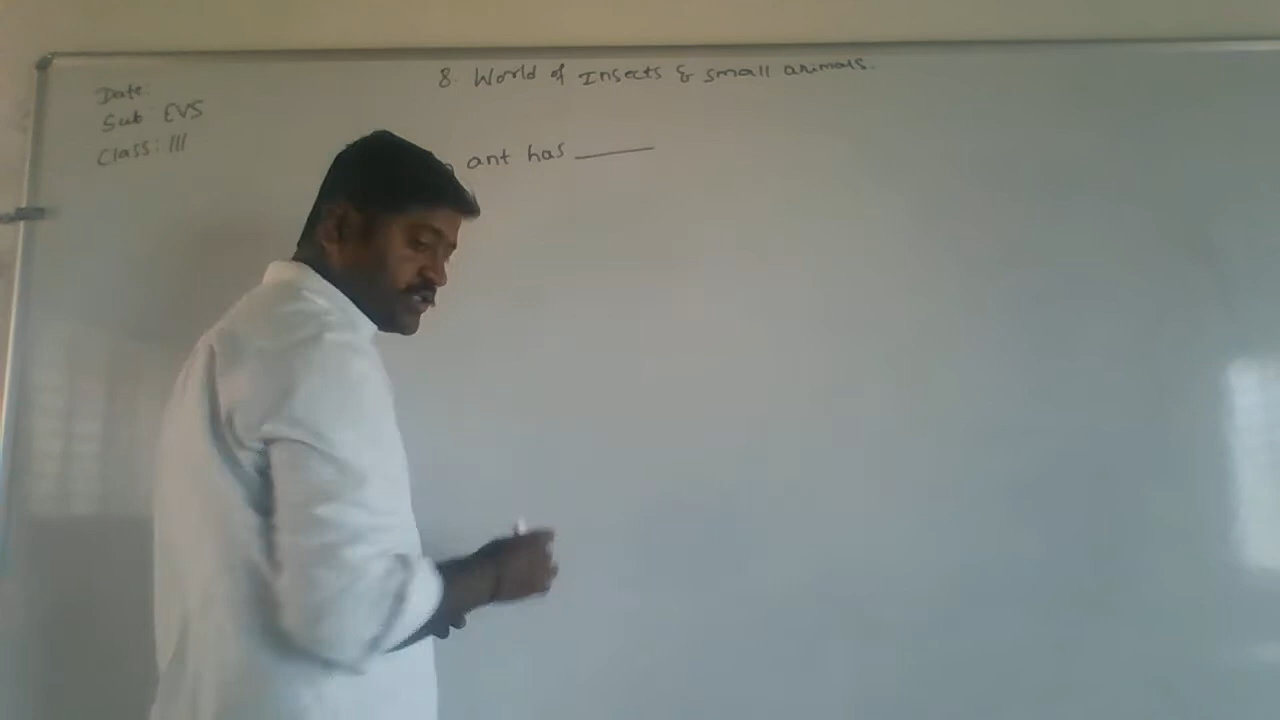 8. World of Insects & small animals.
Date:
Sub: EVS
Class: III
ant has ____